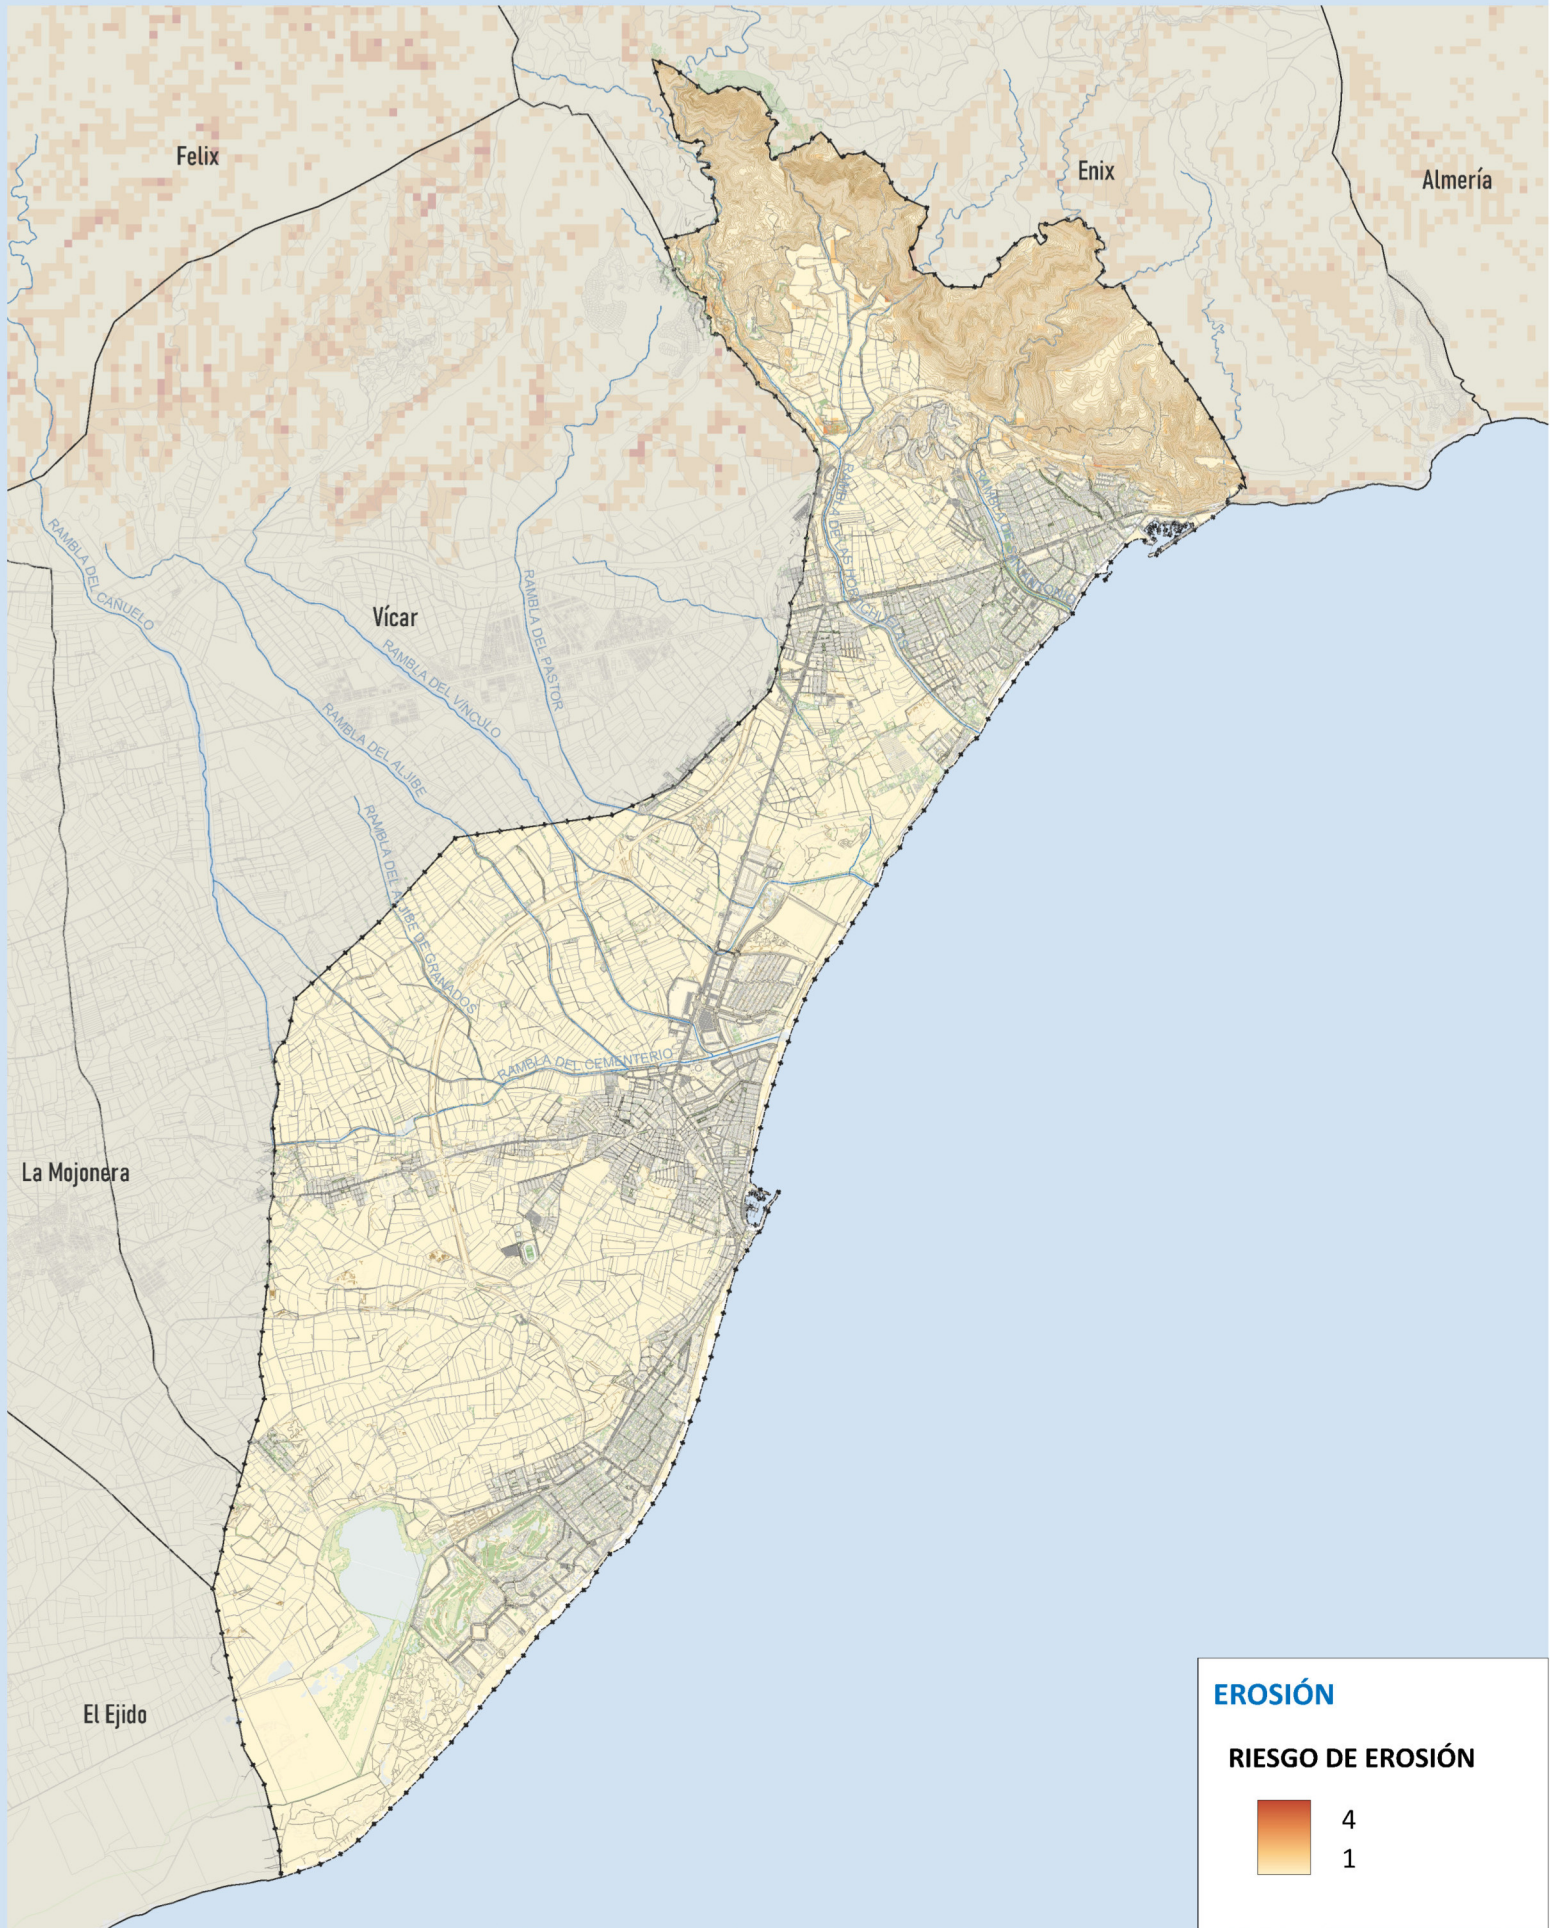 Felix
Enix
Almería
RAMBLA DEL CAÑUELO
Vícar
RAMBLA DEL PASTOR
RAMBLA DEL VÍNCULO
RAMBLA DEL ALJIBE
RAMBLA DEL ALJIBE DE GRANADOS
RAMBLA DEL CEMENTERIO
La Mojonera
El Ejido
EROSIÓN
RIESGO DE EROSIÓN
4
1